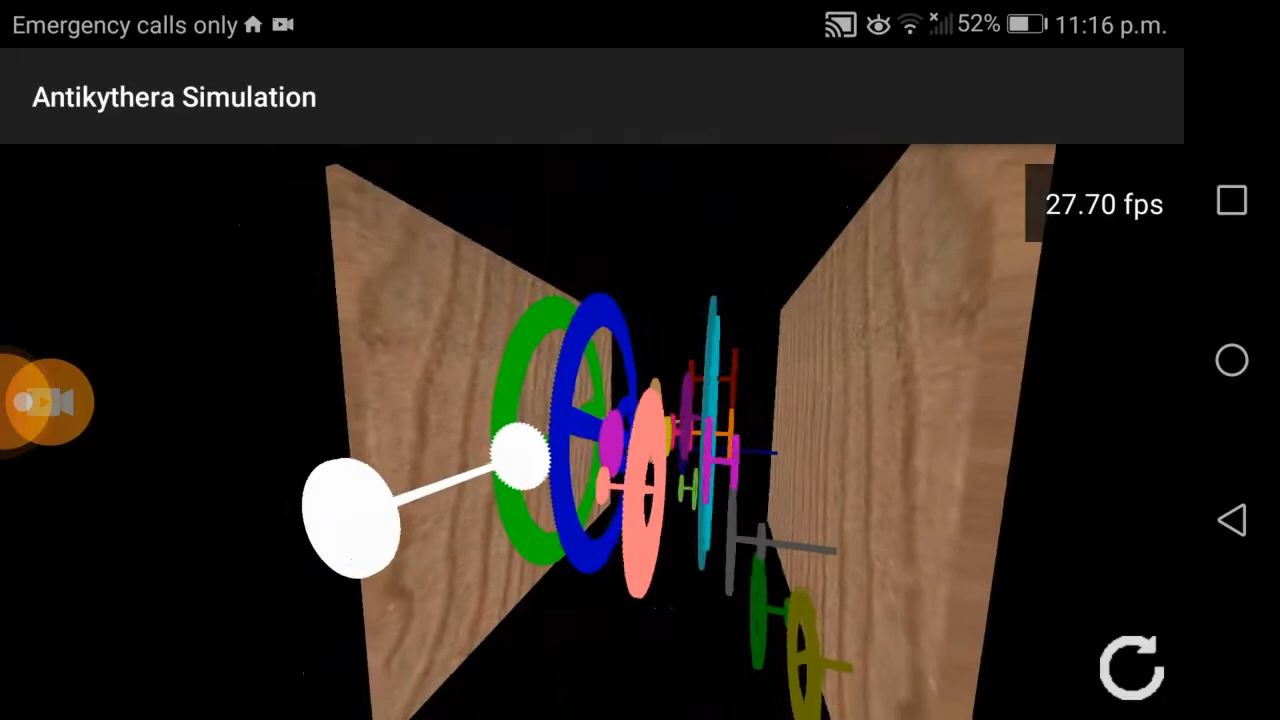 Emergency calls only
52%
11:16 p.m.
Antikythera Simulation
27.70 fps